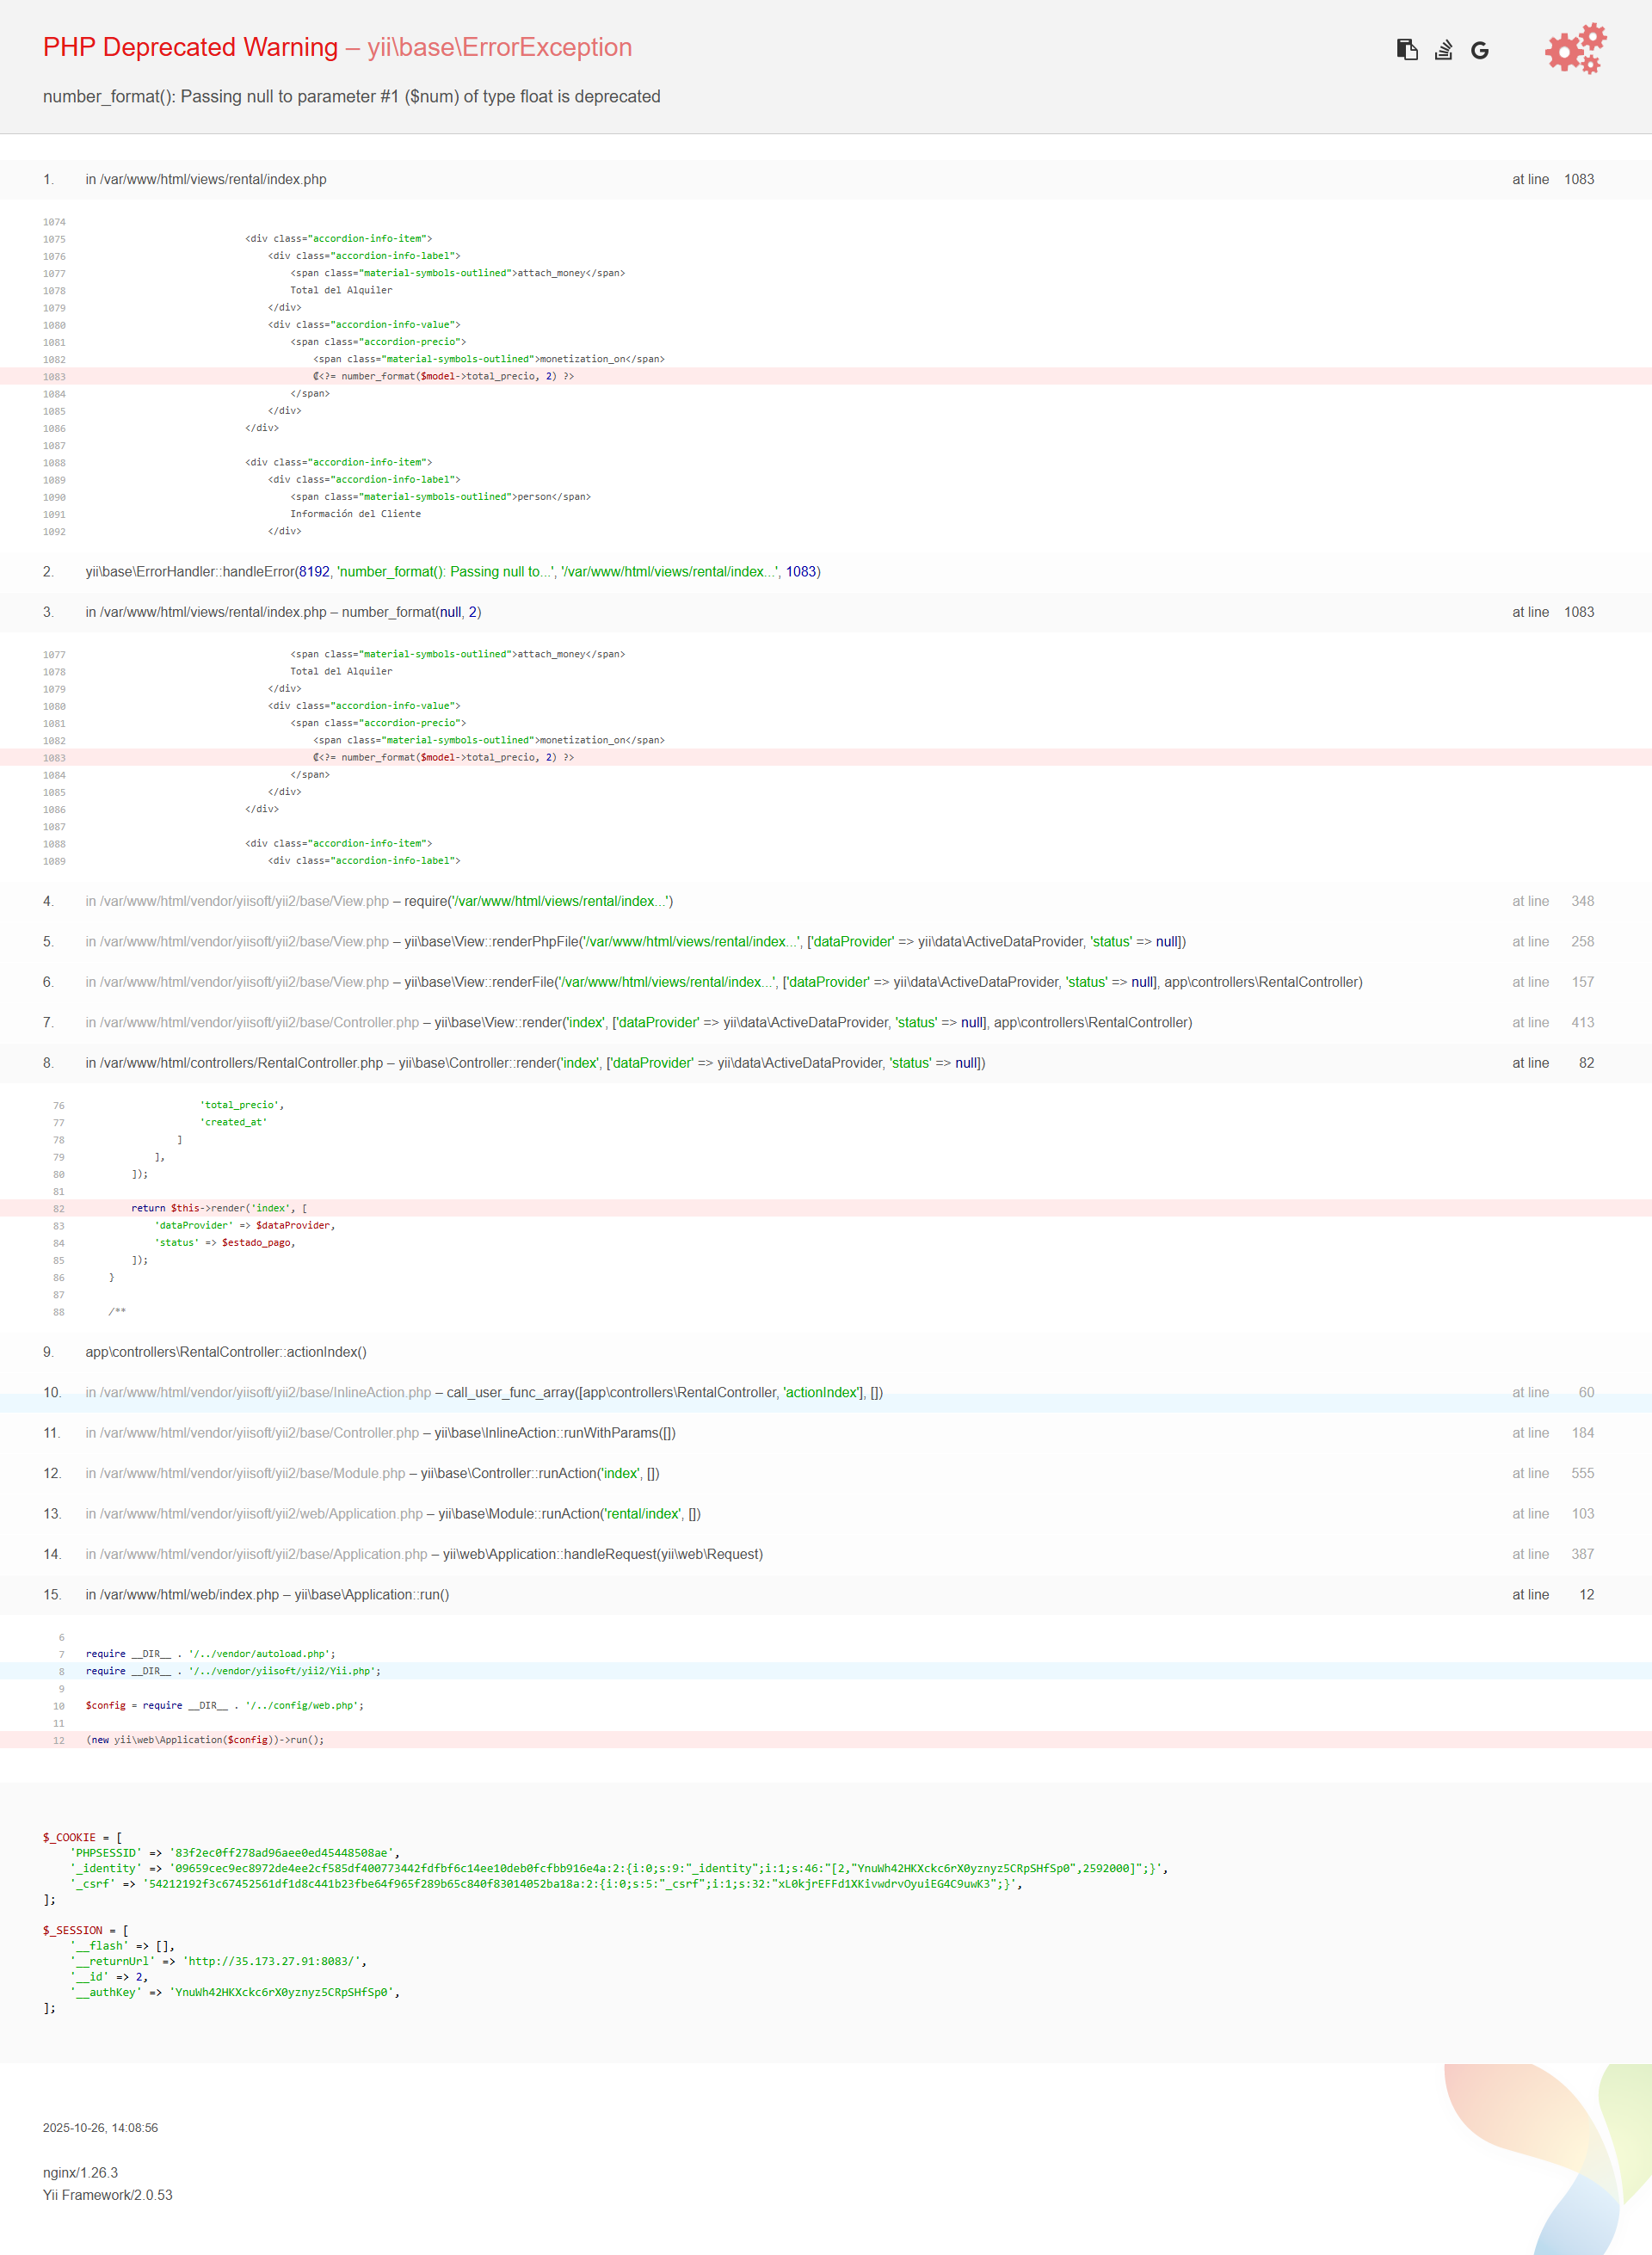 PHP Deprecated Warning – yii\base\ErrorException
number_format(): Passing null to parameter #1 ($num) of type float is deprecated
1. in /var/www/html/views/rental/index.php at line 1083
1074
1075 <div class="accordion-info-item">
1076 <div class="accordion-info-label">
1077 <span class="material-symbols-outlined">attach_money</span>
1078 Total del Alquiler
1079 </div>
1080 <div class="accordion-info-value">
1081 <span class="accordion-precio">
1082 <span class="material-symbols-outlined">monetization_on</span>
1083 ₡<?= number_format($model->total_precio, 2) ?>
1084 </span>
1085 </div>
1086 </div>
1087
1088 <div class="accordion-info-item">
1089 <div class="accordion-info-label">
1090 <span class="material-symbols-outlined">person</span>
1091 Información del Cliente
1092 </div>
2. yii\base\ErrorHandler::handleError(8192, 'number_format(): Passing null to...', '/var/www/html/views/rental/index...', 1083)
3. in /var/www/html/views/rental/index.php – number_format(null, 2) at line 1083
1077 <span class="material-symbols-outlined">attach_money</span>
1078 Total del Alquiler
1079 </div>
1080 <div class="accordion-info-value">
1081 <span class="accordion-precio">
1082 <span class="material-symbols-outlined">monetization_on</span>
1083 ₡<?= number_format($model->total_precio, 2) ?>
1084 </span>
1085 </div>
1086 </div>
1087
1088 <div class="accordion-info-item">
1089 <div class="accordion-info-label">
4. in /var/www/html/vendor/yiisoft/yii2/base/View.php – require('/var/www/html/views/rental/index...') at line 348
5. in /var/www/html/vendor/yiisoft/yii2/base/View.php – yii\base\View::renderPhpFile('/var/www/html/views/rental/index...', ['dataProvider' => yii\data\ActiveDataProvider, 'status' => null]) at line 258
6. in /var/www/html/vendor/yiisoft/yii2/base/View.php – yii\base\View::renderFile('/var/www/html/views/rental/index...', ['dataProvider' => yii\data\ActiveDataProvider, 'status' => null], app\controllers\RentalController) at line 157
7. in /var/www/html/vendor/yiisoft/yii2/base/Controller.php – yii\base\View::render('index', ['dataProvider' => yii\data\ActiveDataProvider, 'status' => null], app\controllers\RentalController) at line 413
8. in /var/www/html/controllers/RentalController.php – yii\base\Controller::render('index', ['dataProvider' => yii\data\ActiveDataProvider, 'status' => null]) at line 82
76 'total_precio',
77 'created_at'
78 ]
79 ],
80 ]);
81
82 return $this->render('index', [
83 'dataProvider' => $dataProvider,
84 'status' => $estado_pago,
85 ]);
86 }
87
88 /**
9. app\controllers\RentalController::actionIndex()
10. in /var/www/html/vendor/yiisoft/yii2/base/InlineAction.php – call_user_func_array([app\controllers\RentalController, 'actionIndex'], []) at line 60
11. in /var/www/html/vendor/yiisoft/yii2/base/Controller.php – yii\base\InlineAction::runWithParams([]) at line 184
12. in /var/www/html/vendor/yiisoft/yii2/base/Module.php – yii\base\Controller::runAction('index', []) at line 555
13. in /var/www/html/vendor/yiisoft/yii2/web/Application.php – yii\base\Module::runAction('rental/index', []) at line 103
14. in /var/www/html/vendor/yiisoft/yii2/base/Application.php – yii\web\Application::handleRequest(yii\web\Request) at line 387
15. in /var/www/html/web/index.php – yii\base\Application::run() at line 12
6
7 require __DIR__ . '/../vendor/autoload.php';
8 require __DIR__ . '/../vendor/yiisoft/yii2/Yii.php';
9
10 $config = require __DIR__ . '/../config/web.php';
11
12 (new yii\web\Application($config))->run();
$_COOKIE = [
'PHPSESSID' => '83f2ec0ff278ad96aee0ed45448508ae',
'_identity' => '09659cec9ec8972de4ee2cf585df400773442fdfbf6c14ee10deb0fcfbb916e4a:2:{i:0;s:9:"_identity";i:1;s:46:"[2,"YnuWh42HKXckc6rX0yznyz5CRpSHfSp0",2592000]";}',
'_csrf' => '54212192f3c67452561df1d8c441b23fbe64f965f289b65c840f83014052ba18a:2:{i:0;s:5:"_csrf";i:1;s:32:"xL0kjrEFFd1XKivwdrvOyuiEG4C9uwK3";}',
];
$_SESSION = [
'__flash' => [],
'__returnUrl' => 'http://35.173.27.91:8083/',
'__id' => 2,
'__authKey' => 'YnuWh42HKXckc6rX0yznyz5CRpSHfSp0',
];
2025-10-26, 14:08:56
nginx/1.26.3
Yii Framework/2.0.53